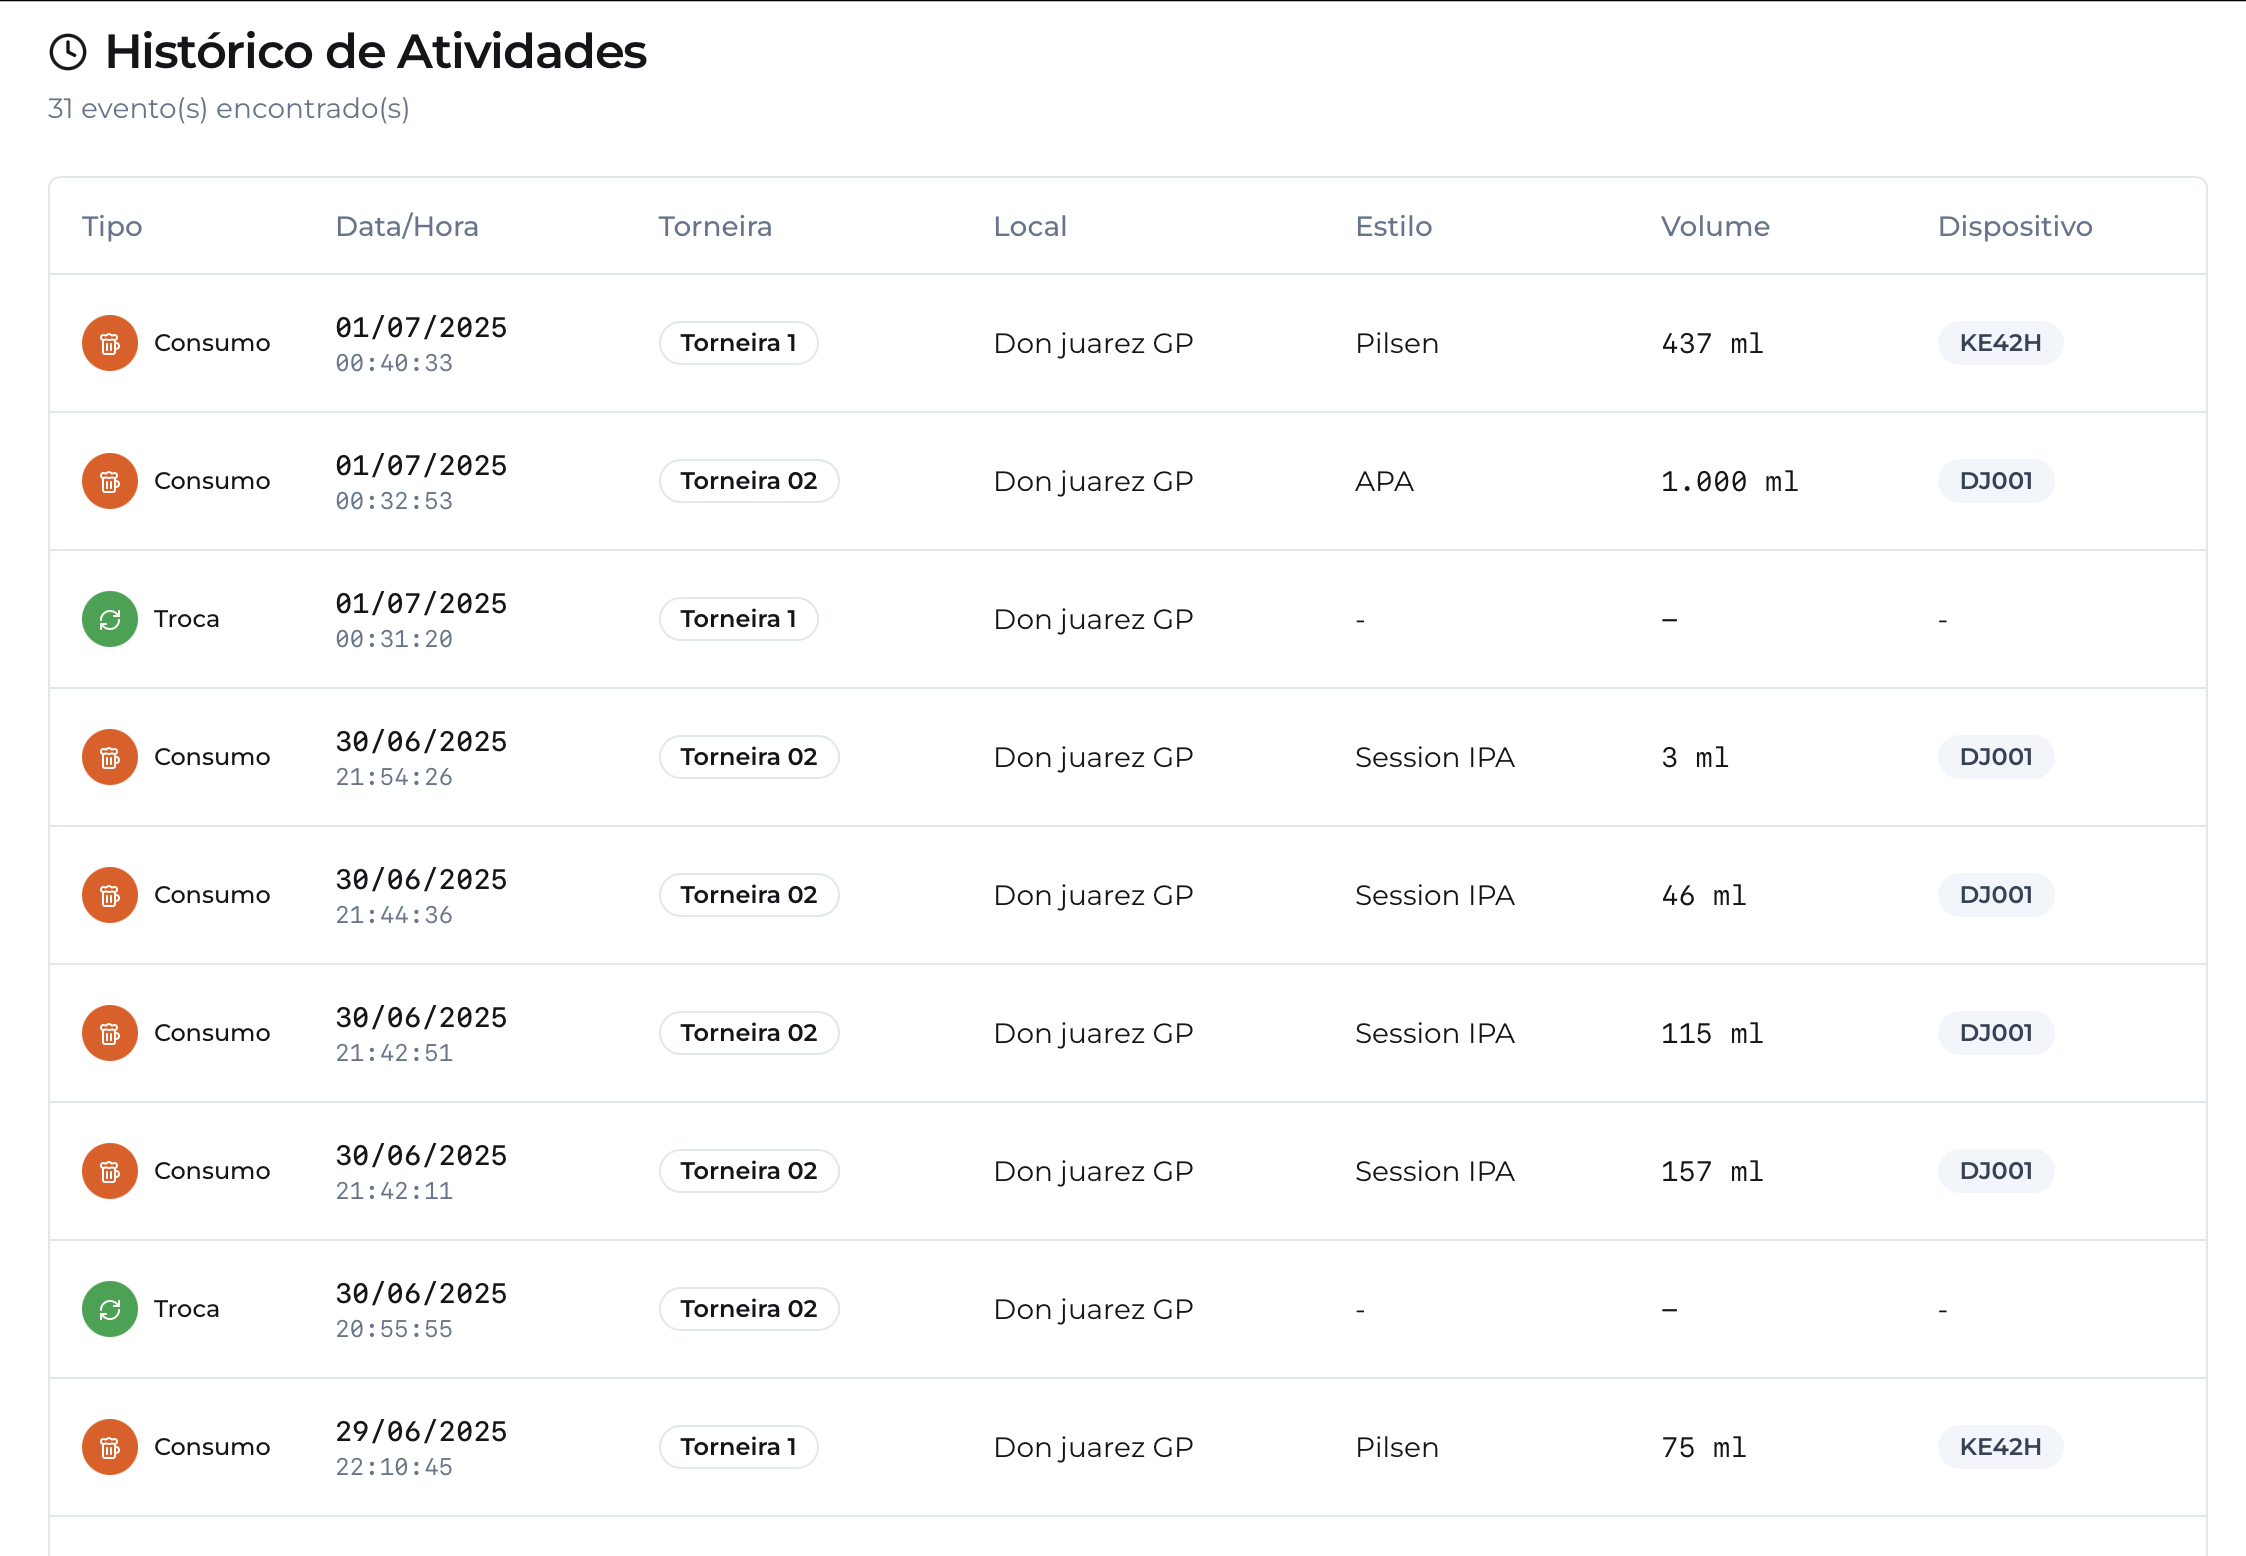 Histórico de Atividades
31 evento(s) encontrado(s)
Tipo Data/Hora Torneira Local Estilo Volume Dispositivo
Consumo 01/07/2025 00:40:33 Torneira 1 Don juarez GP Pilsen 437 ml KE42H
Consumo 01/07/2025 00:32:53 Torneira 02 Don juarez GP APA 1.000 ml DJ001
Troca 01/07/2025 00:31:20 Torneira 1 Don juarez GP - – -
Consumo 30/06/2025 21:54:26 Torneira 02 Don juarez GP Session IPA 3 ml DJ001
Consumo 30/06/2025 21:44:36 Torneira 02 Don juarez GP Session IPA 46 ml DJ001
Consumo 30/06/2025 21:42:51 Torneira 02 Don juarez GP Session IPA 115 ml DJ001
Consumo 30/06/2025 21:42:11 Torneira 02 Don juarez GP Session IPA 157 ml DJ001
Troca 30/06/2025 20:55:55 Torneira 02 Don juarez GP - – -
Consumo 29/06/2025 22:10:45 Torneira 1 Don juarez GP Pilsen 75 ml KE42H